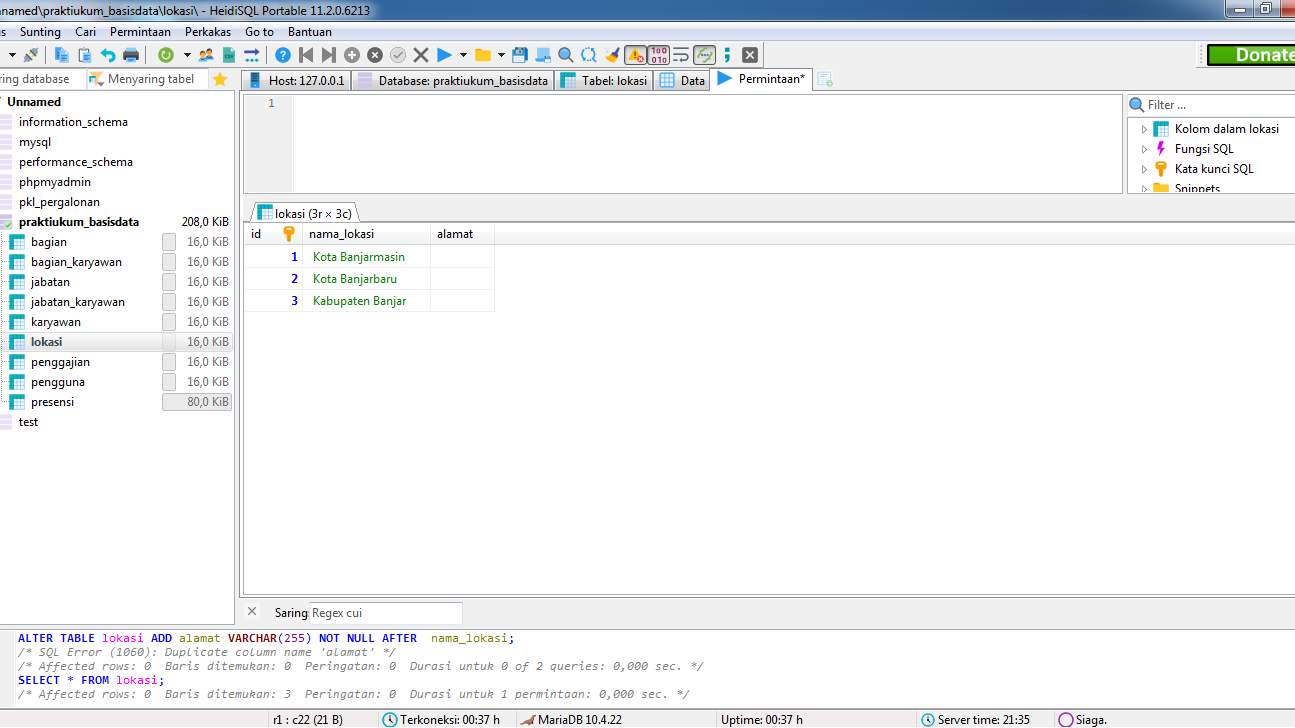 nnamed\praktiukum_basisdata\lokasi\ - HeidiSQL Portable 11.2.0.6213
as Sunting Cari Permintaan Perkakas Go to Bantuan
Donate
ring database Menyaring tabel Host: 127.0.0.1 Database: praktiukum_basisdata Tabel: lokasi Data Permintaan*
Unnamed
information_schema
mysql
performance_schema
phpmyadmin
pkl_pergalonan
praktiukum_basisdata 208,0 KiB
bagian 16,0 KiB
bagian_karyawan 16,0 KiB
jabatan 16,0 KiB
jabatan_karyawan 16,0 KiB
karyawan 16,0 KiB
lokasi 16,0 KiB
penggajian 16,0 KiB
pengguna 16,0 KiB
presensi 80,0 KiB
test
1
Filter ...
Kolom dalam lokasi
Fungsi SQL
Kata kunci SQL
Snippets
lokasi (3r × 3c)
id nama_lokasi alamat
1 Kota Banjarmasin
2 Kota Banjarbaru
3 Kabupaten Banjar
Saring: Regex cui
ALTER TABLE lokasi ADD alamat VARCHAR(255) NOT NULL AFTER  nama_lokasi;
/* SQL Error (1060): Duplicate column name 'alamat' */
/* Affected rows: 0  Baris ditemukan: 0  Peringatan: 0  Durasi untuk 0 of 2 queries: 0,000 sec. */
SELECT * FROM lokasi;
/* Affected rows: 0  Baris ditemukan: 3  Peringatan: 0  Durasi untuk 1 permintaan: 0,000 sec. */
r1 : c22 (21 B) Terkoneksi: 00:37 h MariaDB 10.4.22 Uptime: 00:37 h Server time: 21:35 Siaga.